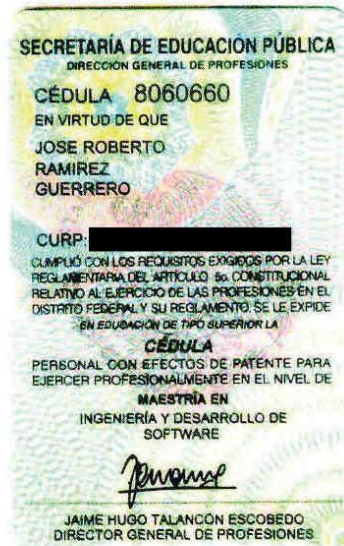 SECRETARÍA DE EDUCACIÓN PÚBLICA
DIRECCIÓN GENERAL DE PROFESIONES
CÉDULA 8060660
EN VIRTUD DE QUE
JOSE ROBERTO
RAMIREZ
GUERRERO
CURP:
CUMPLIÓ CON LOS REQUISITOS EXIGIDOS POR LA LEY
REGLAMENTARIA DEL ARTÍCULO 5o. CONSTITUCIONAL
RELATIVO AL EJERCICIO DE LAS PROFESIONES EN EL
DISTRITO FEDERAL Y SU REGLAMENTO, SE LE EXPIDE
EN EDUCACIÓN DE TIPO SUPERIOR LA
CÉDULA
PERSONAL CON EFECTOS DE PATENTE PARA
EJERCER PROFESIONALMENTE EN EL NIVEL DE
MAESTRÍA EN
INGENIERÍA Y DESARROLLO DE
SOFTWARE
JAIME HUGO TALANCÓN ESCOBEDO
DIRECTOR GENERAL DE PROFESIONES